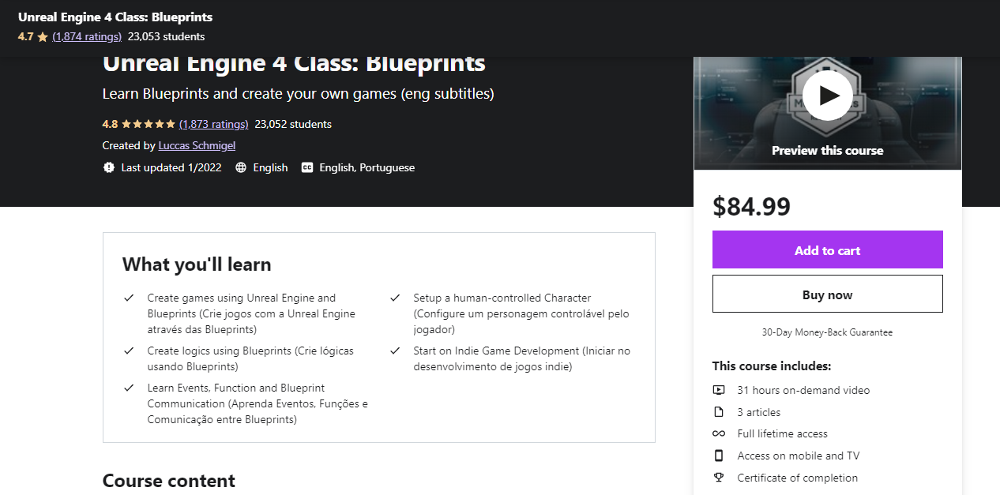 Unreal Engine 4 Class: Blueprints
4.7 (1,874 ratings) 23,053 students
Unreal Engine 4 Class: Blueprints
Learn Blueprints and create your own games (eng subtitles)
4.8 (1,873 ratings) 23,052 students
Created by Luccas Schmigel
Last updated 1/2022 English CC English, Portuguese
Preview this course
$84.99
Add to cart
Buy now
30-Day Money-Back Guarantee
This course includes:
31 hours on-demand video
3 articles
Full lifetime access
Access on mobile and TV
Certificate of completion
What you'll learn
Create games using Unreal Engine and
Blueprints (Crie jogos com a Unreal Engine
através das Blueprints)
Create logics using Blueprints (Crie lógicas
usando Blueprints)
Learn Events, Function and Blueprint
Communication (Aprenda Eventos, Funções e
Comunicação entre Blueprints)
Setup a human-controlled Character
(Configure um personagem controlável pelo
jogador)
Start on Indie Game Development (Iniciar no
desenvolvimento de jogos indie)
Course content